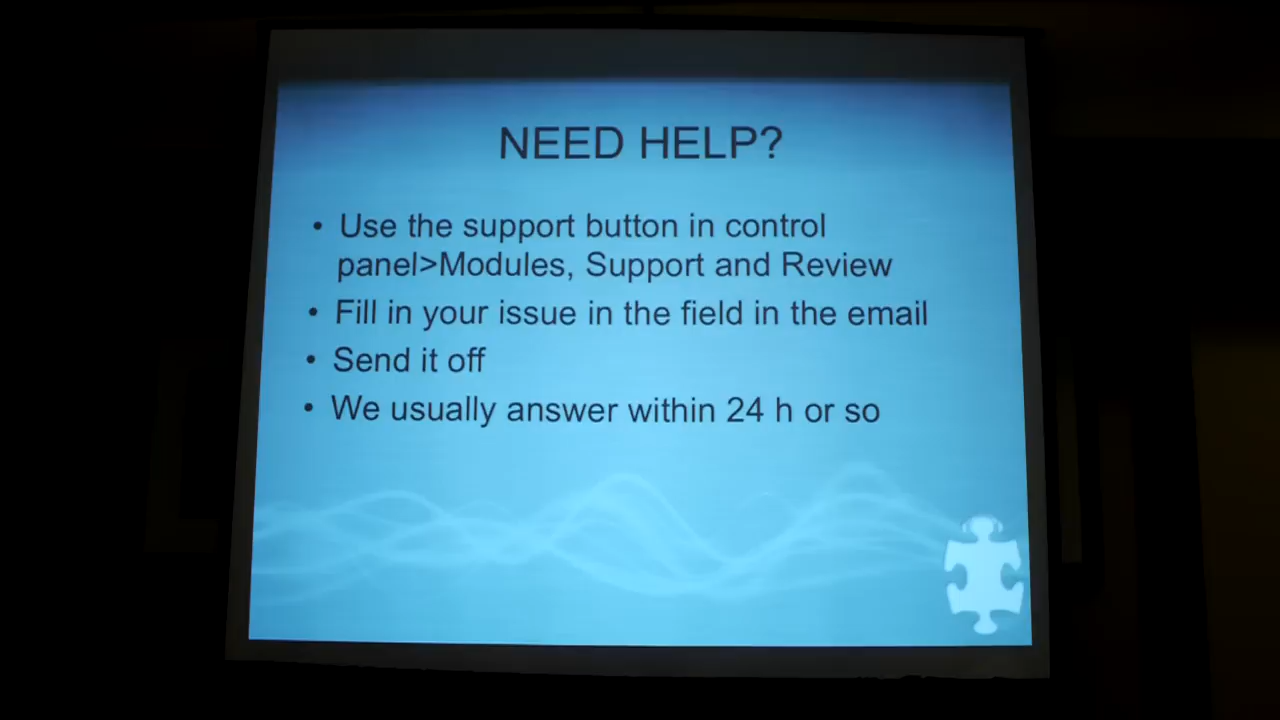 NEED HELP?
• Use the support button in control
panel>Modules, Support and Review
• Fill in your issue in the field in the email
• Send it off
• We usually answer within 24 h or so